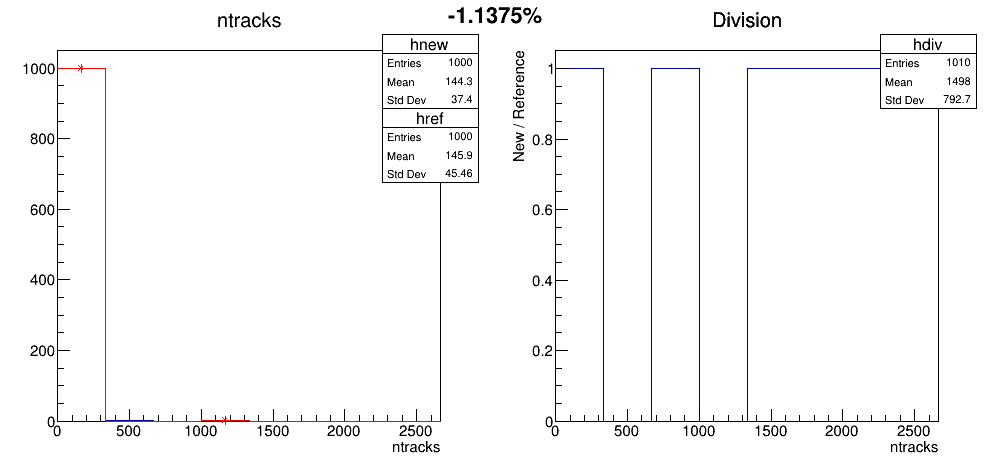 -1.1375%
ntracks
hnew
Entries 1000
Mean 144.3
Std Dev 37.4
href
Entries 1000
Mean 145.9
Std Dev 45.46
1000
800
600
400
200
0
0 500 1000 1500 2000 2500
ntracks
Division
hdiv
Entries 1010
Mean 1498
Std Dev 792.7
New / Reference
1
0.8
0.6
0.4
0.2
0
0 500 1000 1500 2000 2500
ntracks